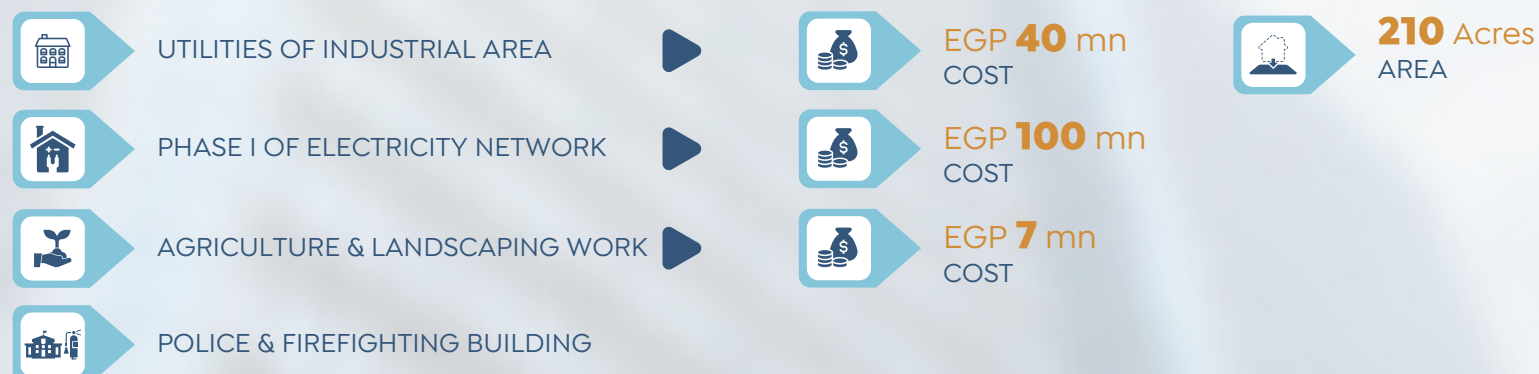 UTILITIES OF INDUSTRIAL AREA
EGP 40 mn
COST
210 Acres
AREA
PHASE I OF ELECTRICITY NETWORK
EGP 100 mn
COST
AGRICULTURE & LANDSCAPING WORK
EGP 7 mn
COST
POLICE & FIREFIGHTING BUILDING